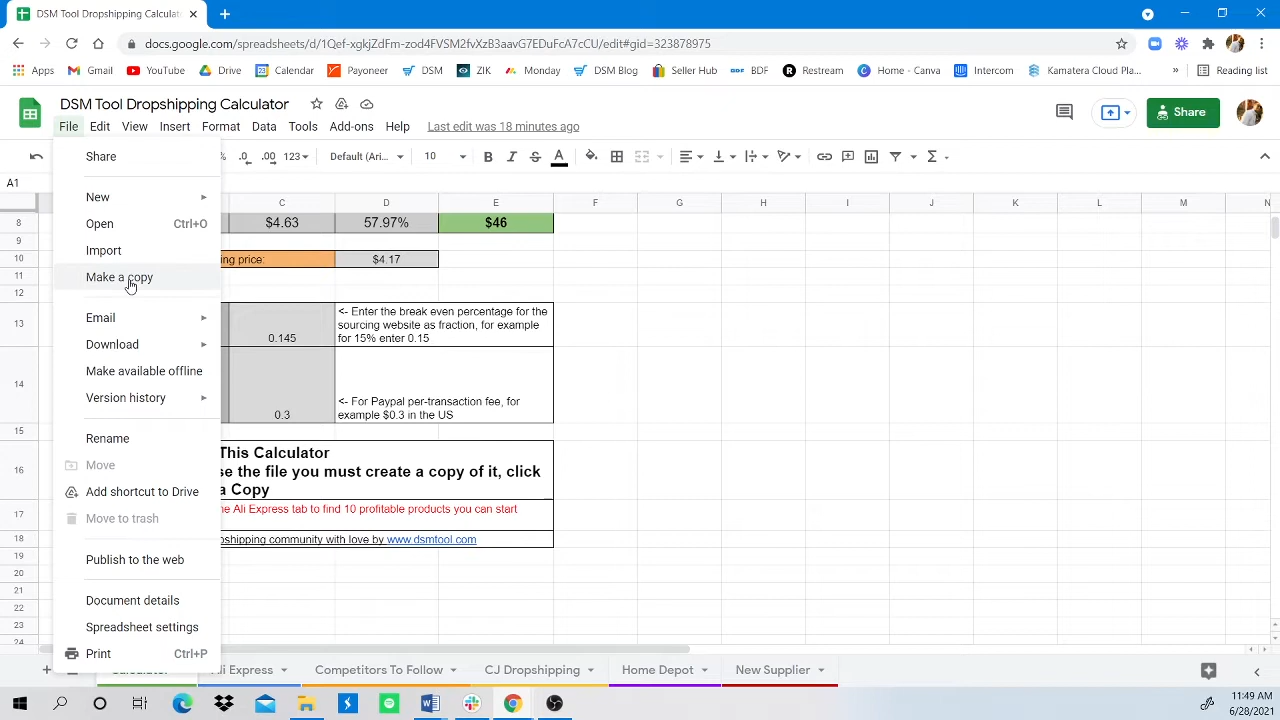 DSM Tool Dropshipping Calculator
docs.google.com/spreadsheets/d/1Qef-xgkjZdFm-zod4FVSM2fvXzB3aavG7EDuFcA7cCU/edit#gid=323878975
Apps Gmail YouTube Drive Calendar Payoneer DSM ZIK Monday DSM Blog Seller Hub BDF BDF Restream Home - Canva Intercom Kamatera Cloud Pla... » Reading list
DSM Tool Dropshipping Calculator
File Edit View Insert Format Data Tools Add-ons Help Last edit was 18 minutes ago
Share
% .0 .00 123 Default (Ari... 10 B I S A
A1
Share
New
Open Ctrl+O
Import
Make a copy
Email
Download
Make available offline
Version history
Rename
Move
Add shortcut to Drive
Move to trash
Publish to the web
Document details
Spreadsheet settings
Print Ctrl+P
C D E F G H I J K L M N
8 $4.63 57.97% $46
9
10 ing price: $4.17
11
12
13 0.145 <- Enter the break even percentage for the
sourcing website as fraction, for example
for 15% enter 0.15
14 0.3 <- For Paypal per-transaction fee, for
example $0.3 in the US
15
16 This Calculator
se the file you must create a copy of it, click
a Copy
17 he Ali Express tab to find 10 profitable products you can start
18 pshipping community with love by www.dsmtool.com
19
20
21
22
23
24
Calculator Ali Express Competitors To Follow CJ Dropshipping Home Depot New Supplier
11:49 AM
6/28/2021